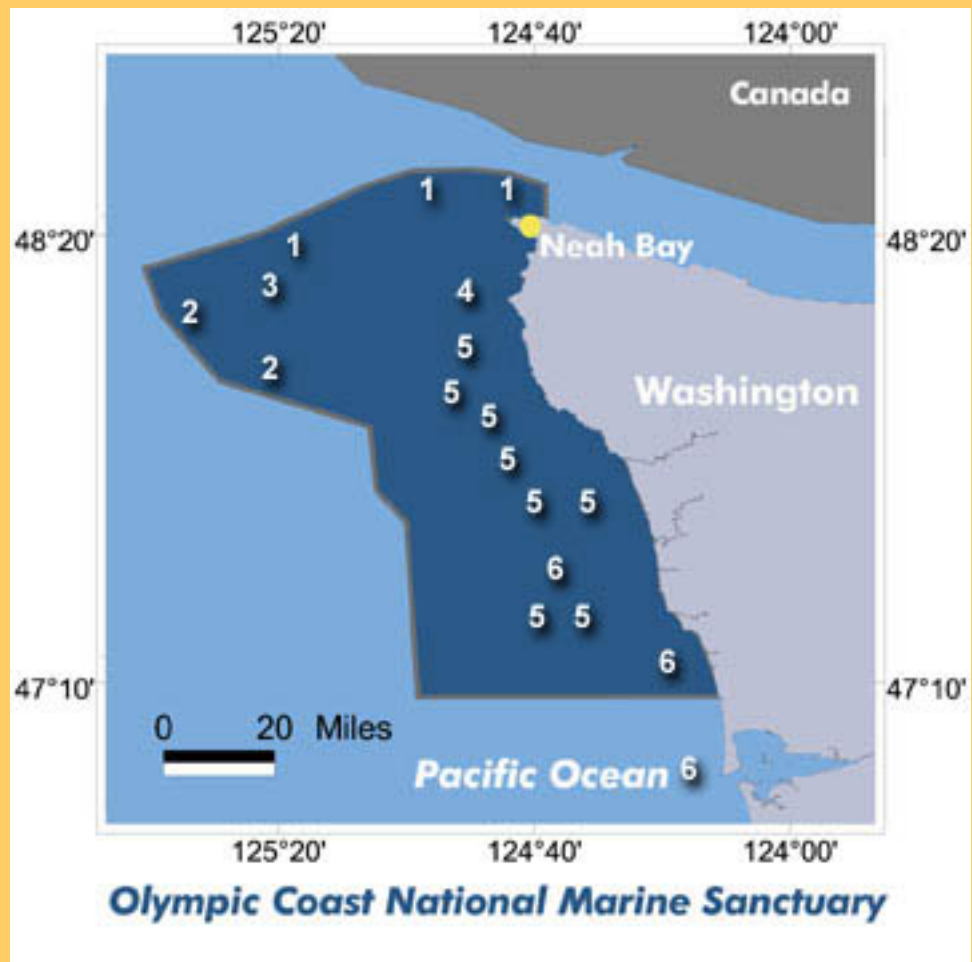 125°20' 124°40' 124°00'
Canada
1 1
48°20' 1 Neah Bay 48°20'
3 4
2
5
2
5 Washington
5
5
5 5
6
5 5
6
47°10' 47°10'
0 20 Miles
Pacific Ocean 6
125°20' 124°40' 124°00'
Olympic Coast National Marine Sanctuary